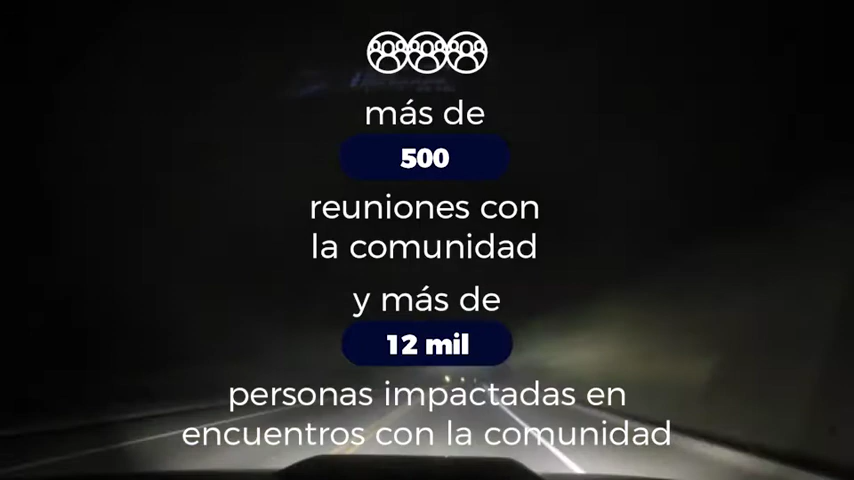 más de
500
reuniones con
la comunidad
y más de
12 mil
personas impactadas en
encuentros con la comunidad